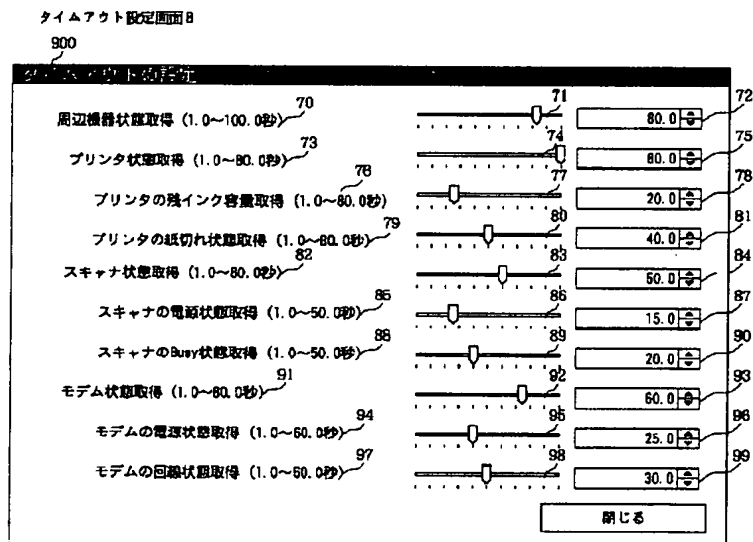 タイムアウト設定画面B
900
タイムアウトの設定
周辺機器状態取得 (1.0~100.0秒) 70 71 80.0 72
プリンタ状態取得 (1.0~80.0秒) 73 74 80.0 75
プリンタの残インク容量取得 (1.0~80.0秒) 76 77 20.0 78
プリンタの紙切れ状態取得 (1.0~80.0秒) 79 80 40.0 81
スキャナ状態取得 (1.0~80.0秒) 82 83 50.0 84
スキャナの電源状態取得 (1.0~50.0秒) 85 86 15.0 87
スキャナのBusy状態取得 (1.0~50.0秒) 88 89 20.0 90
モデム状態取得 (1.0~80.0秒) 91 92 60.0 93
モデムの電源状態取得 (1.0~60.0秒) 94 95 25.0 96
モデムの回線状態取得 (1.0~60.0秒) 97 98 30.0 99
閉じる